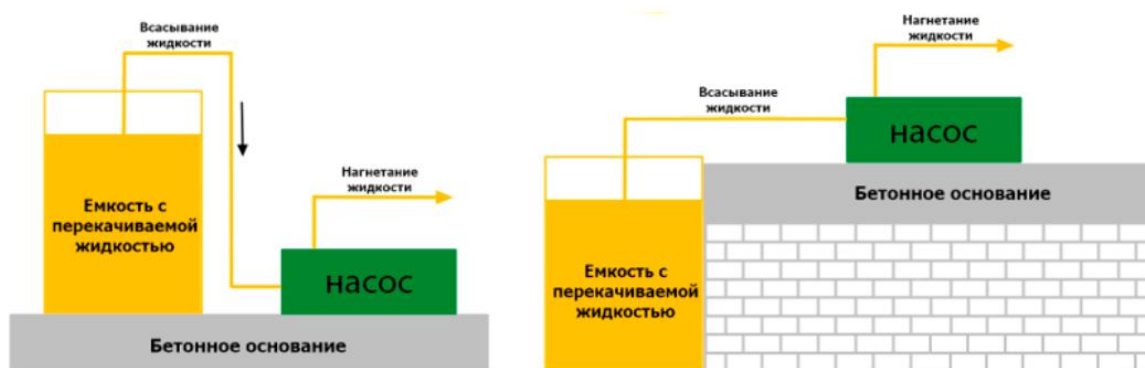 Всасывание
жидкости
Нагнетание
жидкости
Емкость с
перекачиваемой
жидкостью
насос
Бетонное основание
Нагнетание
жидкости
Всасывание
жидкости
насос
Бетонное основание
Емкость с
перекачиваемой
жидкостью